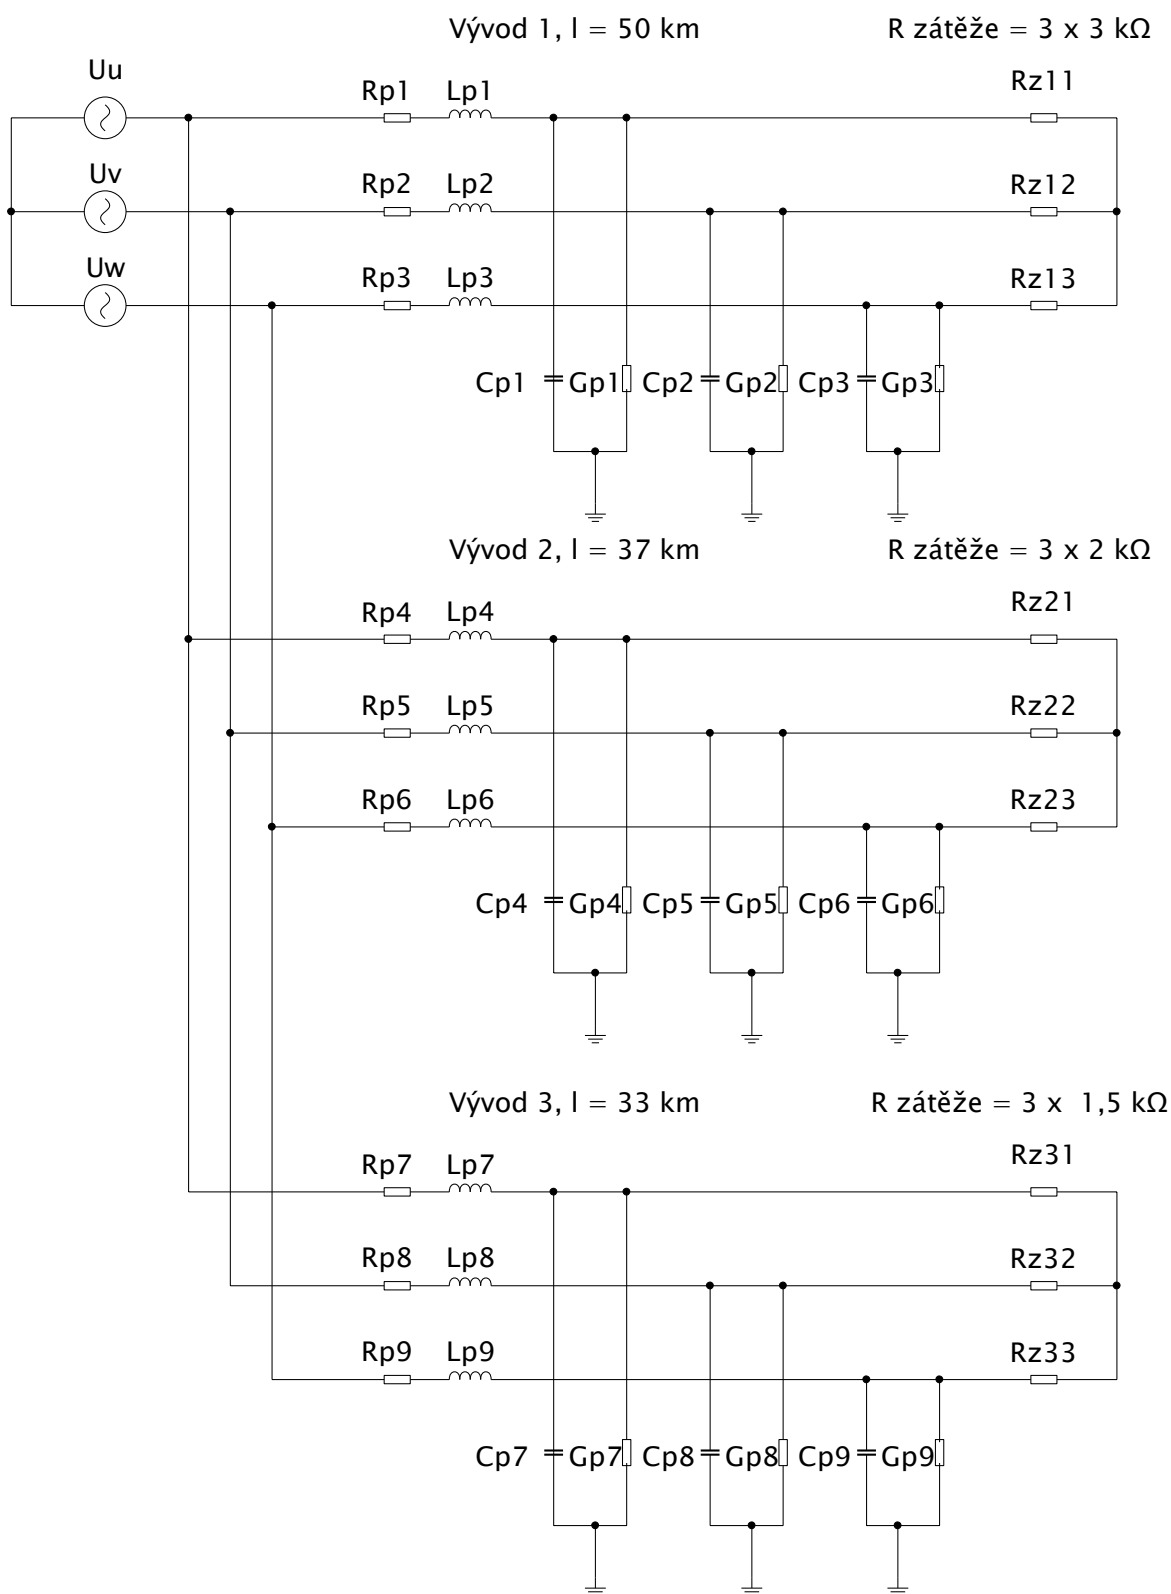 Vývod 1, l = 50 km R zátěže = 3 x 3 kΩ
Uu Rp1 Lp1 Rz11
Uv Rp2 Lp2 Rz12
Uw Rp3 Lp3 Rz13
Cp1 Gp1 Cp2 Gp2 Cp3 Gp3
Vývod 2, l = 37 km R zátěže = 3 x 2 kΩ
Rp4 Lp4 Rz21
Rp5 Lp5 Rz22
Rp6 Lp6 Rz23
Cp4 Gp4 Cp5 Gp5 Cp6 Gp6
Vývod 3, l = 33 km R zátěže = 3 x 1,5 kΩ
Rp7 Lp7 Rz31
Rp8 Lp8 Rz32
Rp9 Lp9 Rz33
Cp7 Gp7 Cp8 Gp8 Cp9 Gp9